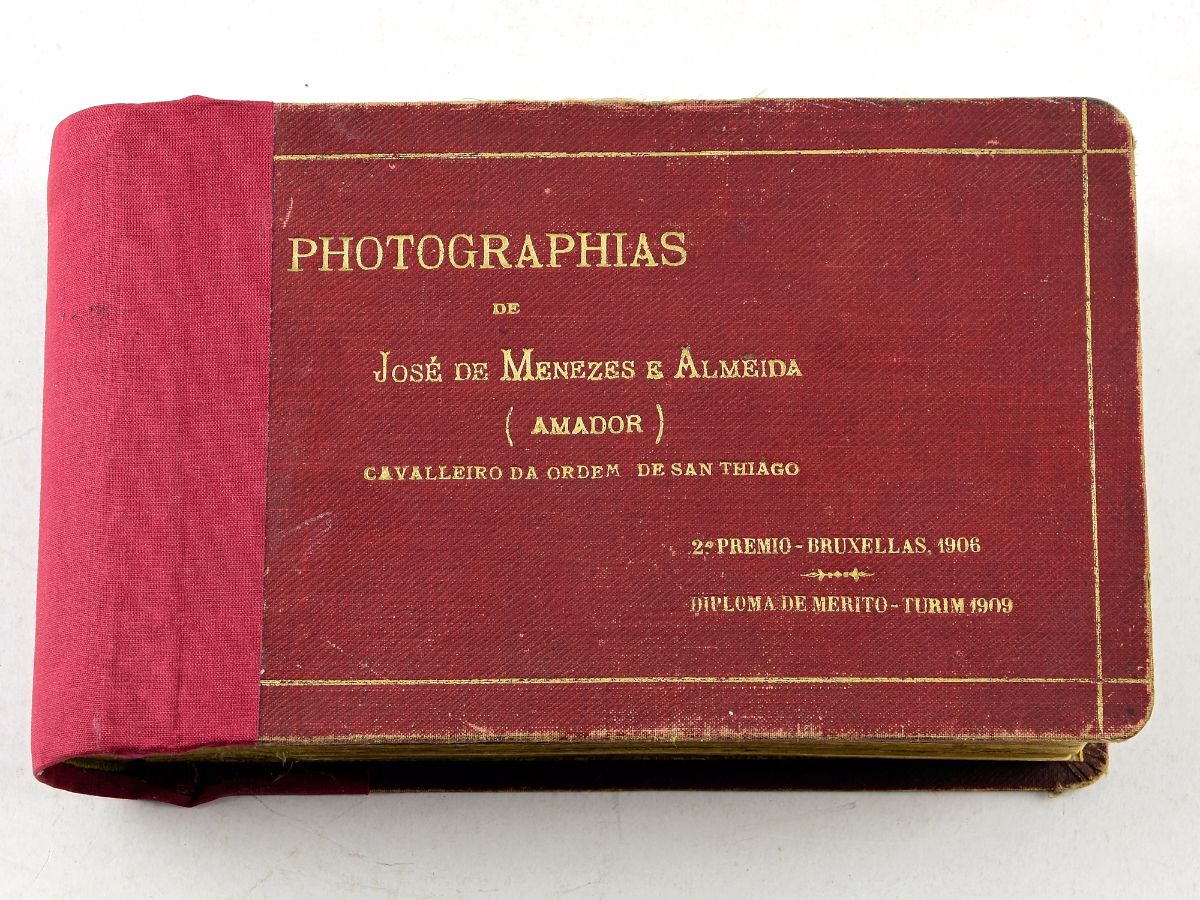 PHOTOGRAPHIAS
DE
JOSÉ DE MENEZES E ALMEIDA
( AMADOR )
CAVALLEIRO DA ORDEM DE SAN THIAGO
2.º PREMIO - BRUXELLAS, 1906
DIPLOMA DE MERITO - TURIM 1909